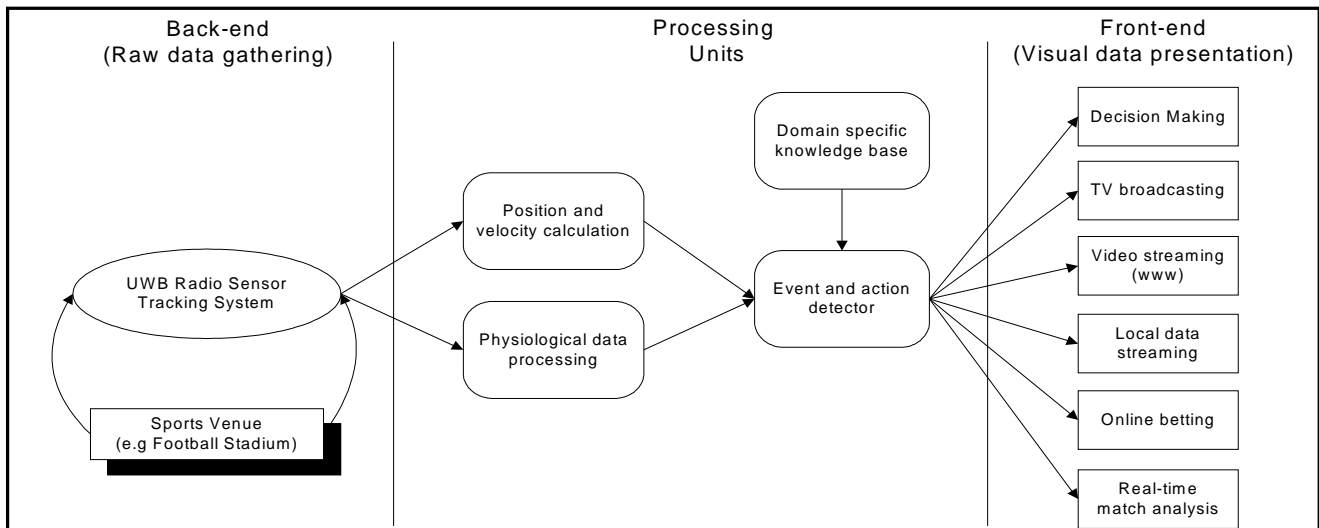 Back-end
(Raw data gathering)
Processing
Units
Front-end
(Visual data presentation)
Domain specific
knowledge base
Position and
velocity calculation
UWB Radio Sensor
Tracking System
Physiological data
processing
Event and action
detector
Sports Venue
(e.g Football Stadium)
Decision Making
TV broadcasting
Video streaming
(www)
Local data
streaming
Online betting
Real-time
match analysis